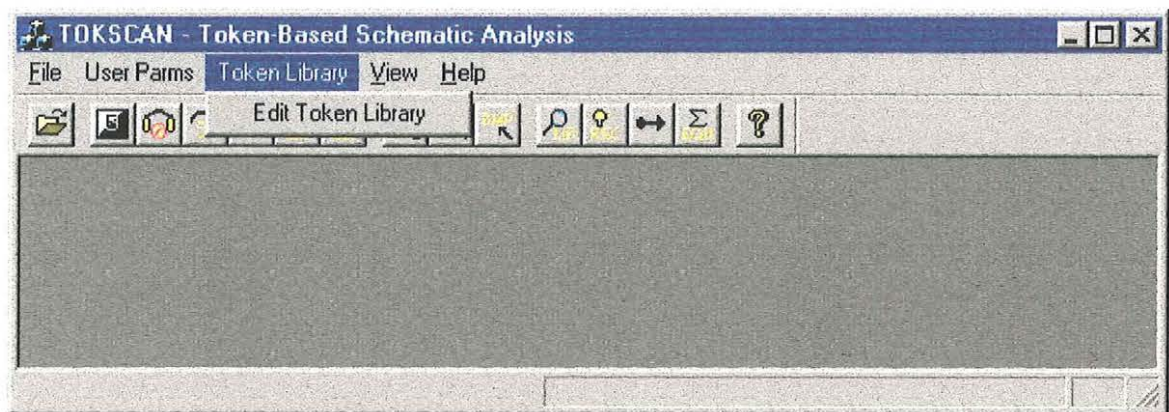 TOKSCAN - Token-Based Schematic Analysis
File User Parms Token Library View Help
Edit Token Library